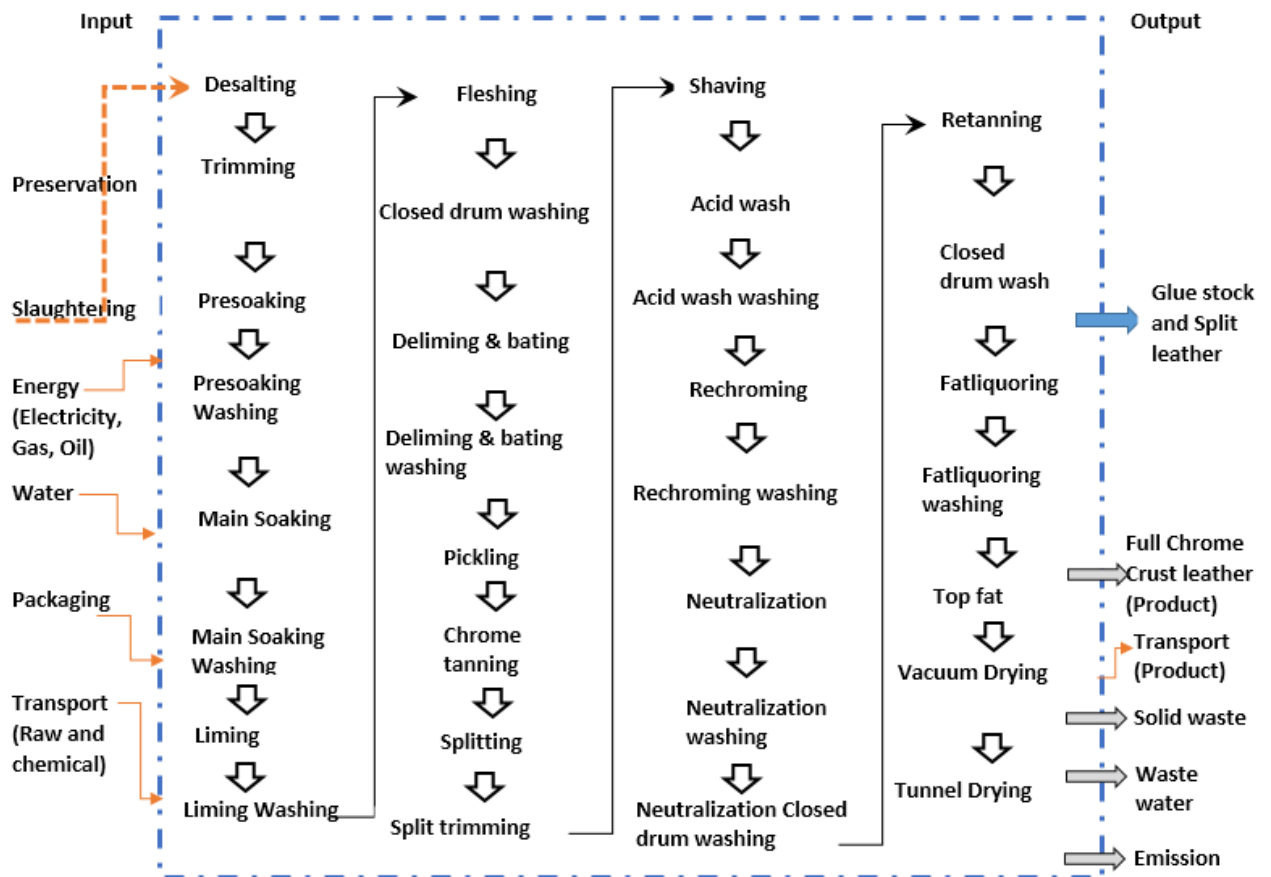 Input
Output
Preservation
Slaughtering
Energy
(Electricity,
Gas, Oil)
Water
Packaging
Transport
(Raw and
chemical)
Desalting
Trimming
Presoaking
Presoaking
Washing
Main Soaking
Main Soaking
Washing
Liming
Liming Washing
Fleshing
Closed drum washing
Deliming & bating
Deliming & bating
washing
Pickling
Chrome
tanning
Splitting
Split trimming
Shaving
Acid wash
Acid wash washing
Rechroming
Rechroming washing
Neutralization
Neutralization
washing
Neutralization Closed
drum washing
Retanning
Closed
drum wash
Fatliquoring
Fatliquoring
washing
Top fat
Vacuum Drying
Tunnel Drying
Glue stock
and Split
leather
Full Chrome
Crust leather
(Product)
Transport
(Product)
Solid waste
Waste
water
Emission